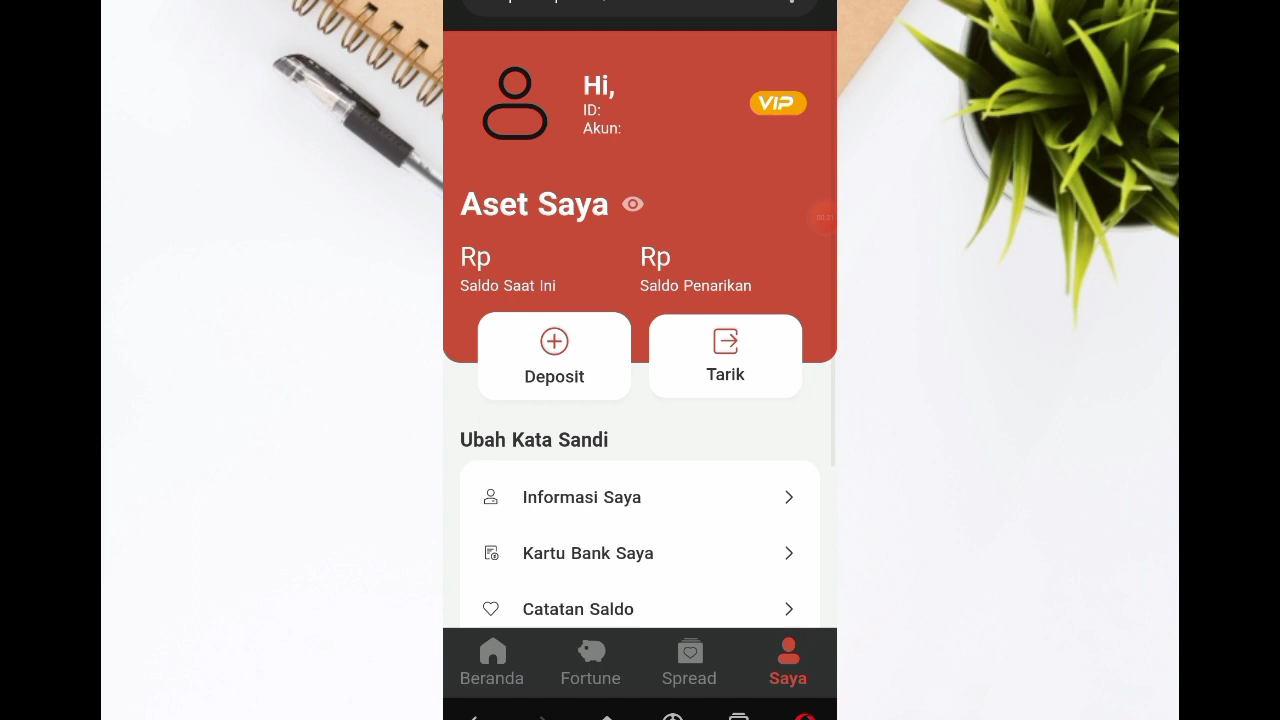 Hi,
ID:
Akun:
VIP
Aset Saya
Rp
Saldo Saat Ini
Rp
Saldo Penarikan
Deposit
Tarik
Ubah Kata Sandi
Informasi Saya
Kartu Bank Saya
Catatan Saldo
Beranda
Fortune
Spread
Saya